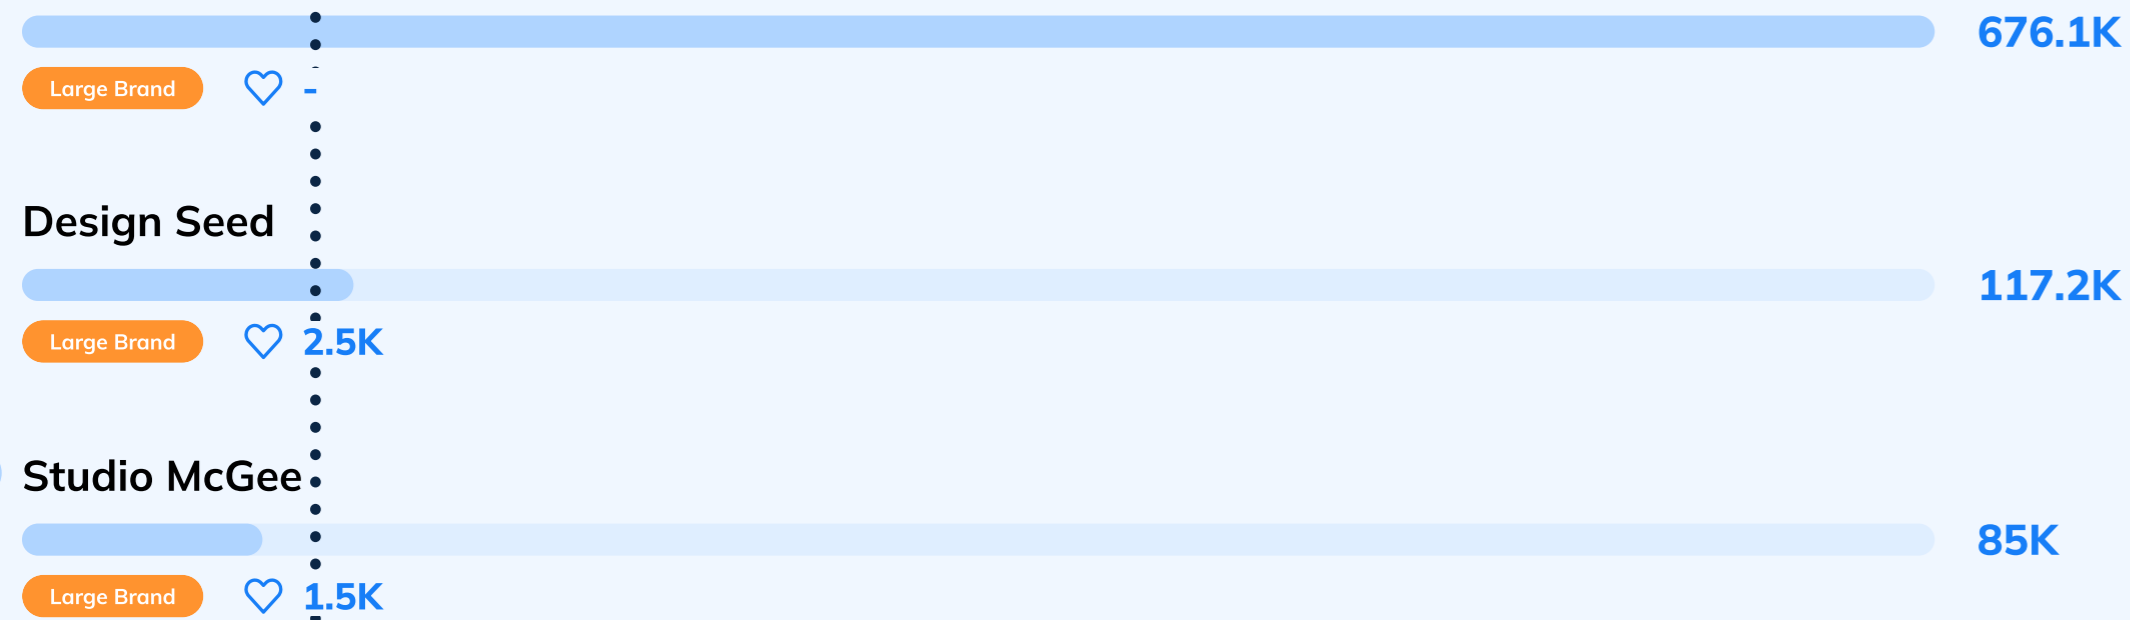 676.1K
Large Brand -
Design Seed
117.2K
Large Brand 2.5K
Studio McGee
85K
Large Brand 1.5K